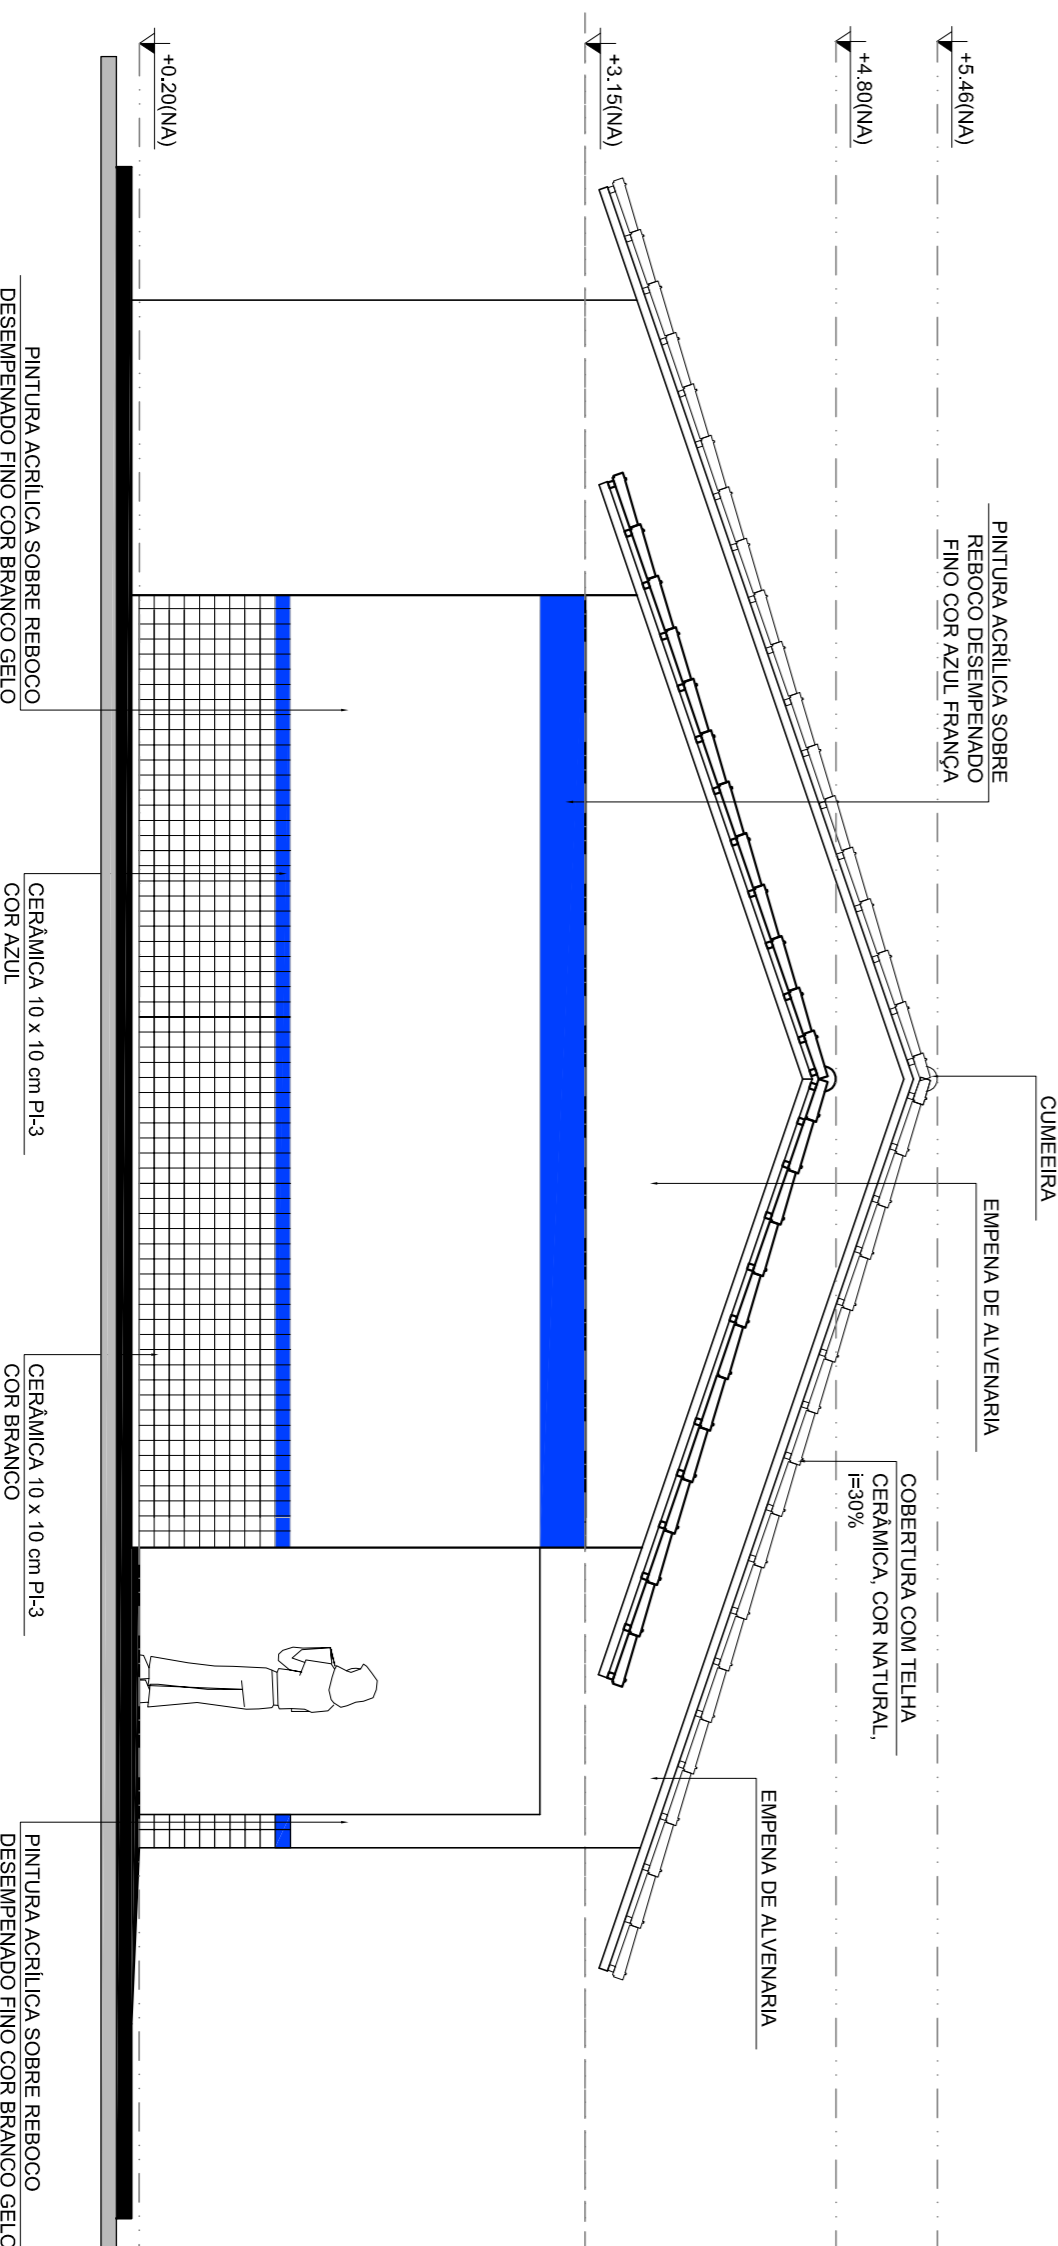 +5.46(NA)
+4.80(NA)
+3.15(NA)
+0.20(NA)
CUMEEIRA
PINTURA ACRÍLICA SOBRE
REBOCO DESEMPENADO
FINO COR AZUL FRANÇA
EMPENA DE ALVENARIA
COBERTURA COM TELHA
CERÂMICA, COR NATURAL,
i=30%
EMPENA DE ALVENARIA
PINTURA ACRÍLICA SOBRE REBOCO
DESEMPENADO FINO COR BRANCO GELO
CERÂMICA 10 x 10 cm PI-3
COR AZUL
CERÂMICA 10 x 10 cm PI-3
COR BRANCO
PINTURA ACRÍLICA SOBRE REBOCO
DESEMPENADO FINO COR BRANCO GELO